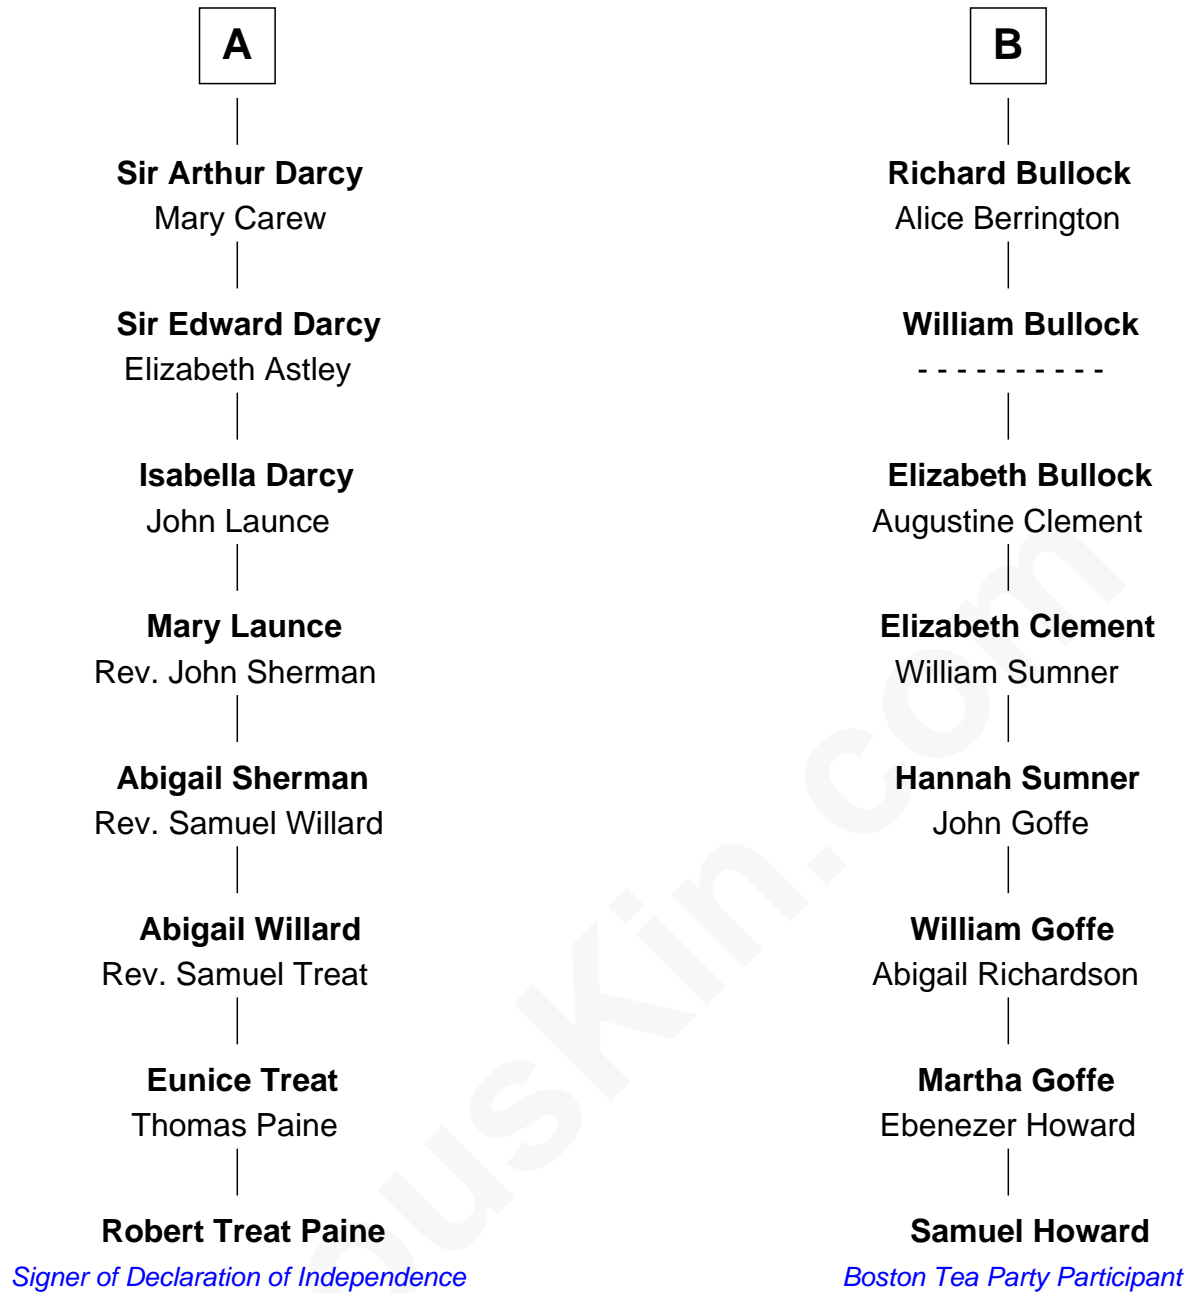 A
Sir Arthur Darcy
Mary Carew
Sir Edward Darcy
Elizabeth Astley
Isabella Darcy
John Launce
Mary Launce
Rev. John Sherman
Abigail Sherman
Rev. Samuel Willard
Abigail Willard
Rev. Samuel Treat
Eunice Treat
Thomas Paine
Robert Treat Paine
Signer of Declaration of Independence
B
Richard Bullock
Alice Berrington
William Bullock
- - - - - - - - - -
Elizabeth Bullock
Augustine Clement
Elizabeth Clement
William Sumner
Hannah Sumner
John Goffe
William Goffe
Abigail Richardson
Martha Goffe
Ebenezer Howard
Samuel Howard
Boston Tea Party Participant
ousKin.com